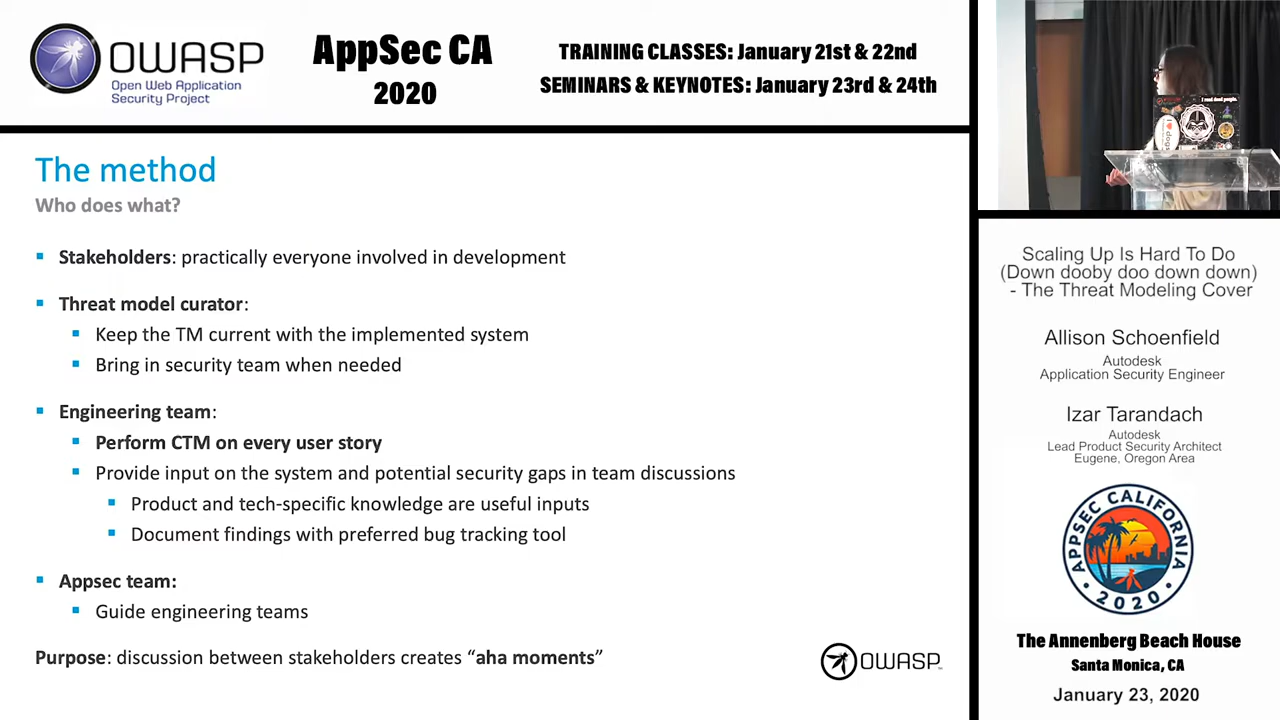 OWASP
Open Web Application
Security Project
AppSec CA
2020
TRAINING CLASSES: January 21st & 22nd
SEMINARS & KEYNOTES: January 23rd & 24th
The method
Who does what?
Stakeholders: practically everyone involved in development
Threat model curator:
Keep the TM current with the implemented system
Bring in security team when needed
Engineering team:
Perform CTM on every user story
Provide input on the system and potential security gaps in team discussions
Product and tech-specific knowledge are useful inputs
Document findings with preferred bug tracking tool
Appsec team:
Guide engineering teams
Purpose: discussion between stakeholders creates “aha moments”
OWASP
I read dead people.
I dogs
Scaling Up Is Hard To Do
(Down dooby doo down down)
- The Threat Modeling Cover
Allison Schoenfield
Autodesk
Application Security Engineer
Izar Tarandach
Autodesk
Lead Product Security Architect
Eugene, Oregon Area
APPSEC CALIFORNIA
2020
The Annenberg Beach House
Santa Monica, CA
January 23, 2020